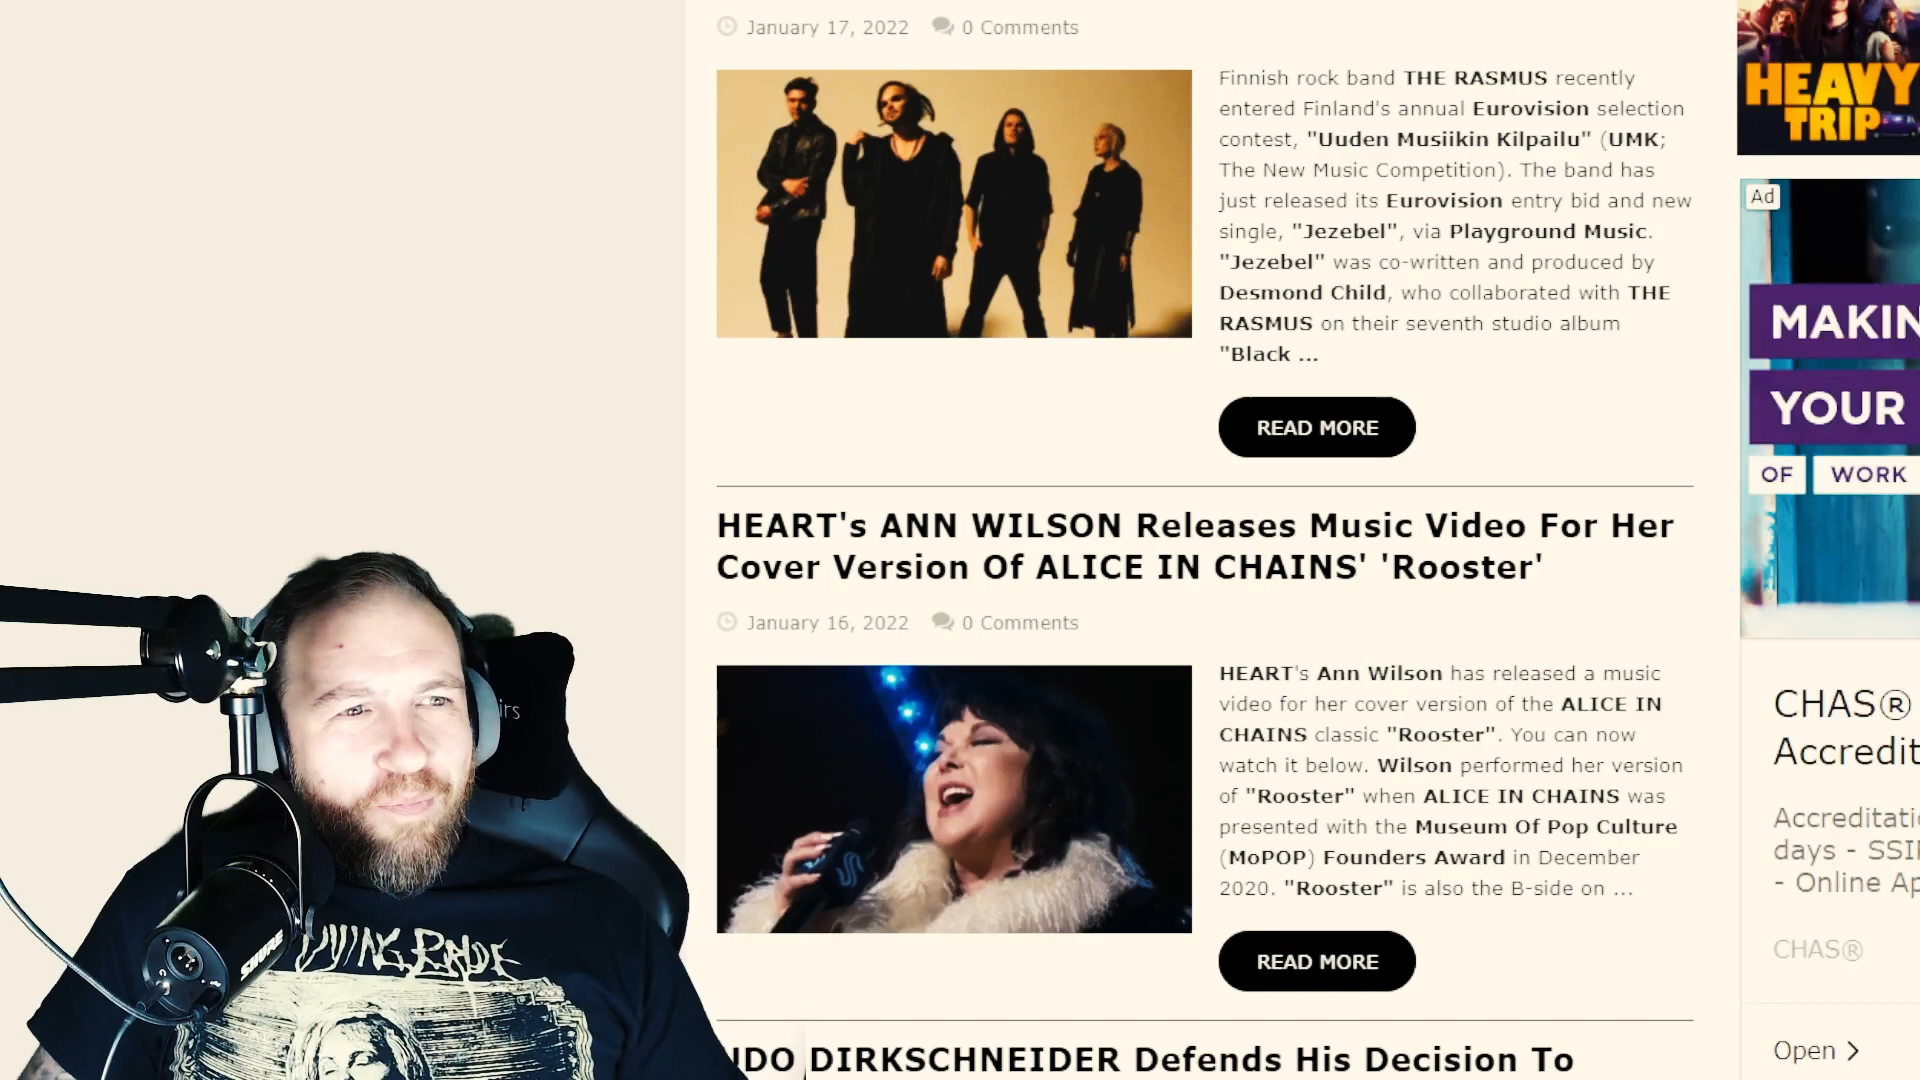 January 17, 2022 0 Comments
Finnish rock band THE RASMUS recently
entered Finland's annual Eurovision selection
contest, "Uuden Musiikin Kilpailu" (UMK;
The New Music Competition). The band has
just released its Eurovision entry bid and new
single, "Jezebel", via Playground Music.
"Jezebel" was co-written and produced by
Desmond Child, who collaborated with THE
RASMUS on their seventh studio album
"Black ...
READ MORE
HEART's ANN WILSON Releases Music Video For Her
Cover Version Of ALICE IN CHAINS' 'Rooster'
January 16, 2022 0 Comments
HEART's Ann Wilson has released a music
video for her cover version of the ALICE IN
CHAINS classic "Rooster". You can now
watch it below. Wilson performed her version
of "Rooster" when ALICE IN CHAINS was
presented with the Museum Of Pop Culture
(MoPOP) Founders Award in December
2020. "Rooster" is also the B-side on ...
READ MORE
DIRKSCHNEIDER Defends His Decision To
HEAVY
TRIP
Ad
MAKIN
YOUR
OF WORK
CHAS®
Accredit
Accreditatio
days - SSIP
- Online Ap
CHAS®
Open
irs
SHURE
DYING BRIDE